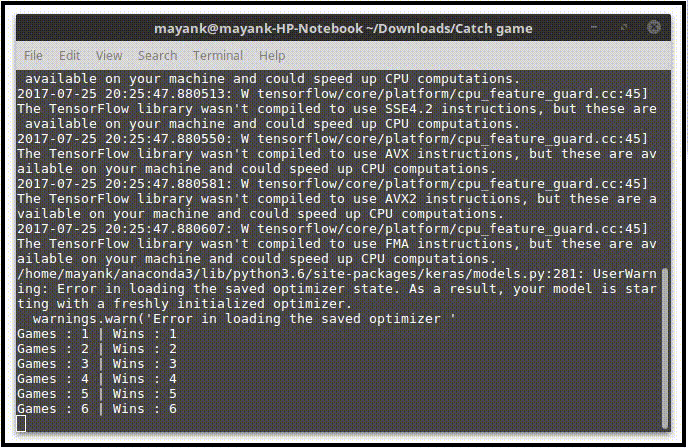 mayank@mayank-HP-Notebook ~/Downloads/Catch game
File Edit View Search Terminal Help
available on your machine and could speed up CPU computations.
2017-07-25 20:25:47.880513: W tensorflow/core/platform/cpu_feature_guard.cc:45]
The TensorFlow library wasn't compiled to use SSE4.2 instructions, but these are
available on your machine and could speed up CPU computations.
2017-07-25 20:25:47.880550: W tensorflow/core/platform/cpu_feature_guard.cc:45]
The TensorFlow library wasn't compiled to use AVX instructions, but these are av
ailable on your machine and could speed up CPU computations.
2017-07-25 20:25:47.880581: W tensorflow/core/platform/cpu_feature_guard.cc:45]
The TensorFlow library wasn't compiled to use AVX2 instructions, but these are a
vailable on your machine and could speed up CPU computations.
2017-07-25 20:25:47.880607: W tensorflow/core/platform/cpu_feature_guard.cc:45]
The TensorFlow library wasn't compiled to use FMA instructions, but these are av
ailable on your machine and could speed up CPU computations.
/home/mayank/anaconda3/lib/python3.6/site-packages/keras/models.py:281: UserWarn
ing: Error in loading the saved optimizer state. As a result, your model is star
ting with a freshly initialized optimizer.
warnings.warn('Error in loading the saved optimizer '
Games : 1 | Wins : 1
Games : 2 | Wins : 2
Games : 3 | Wins : 3
Games : 4 | Wins : 4
Games : 5 | Wins : 5
Games : 6 | Wins : 6